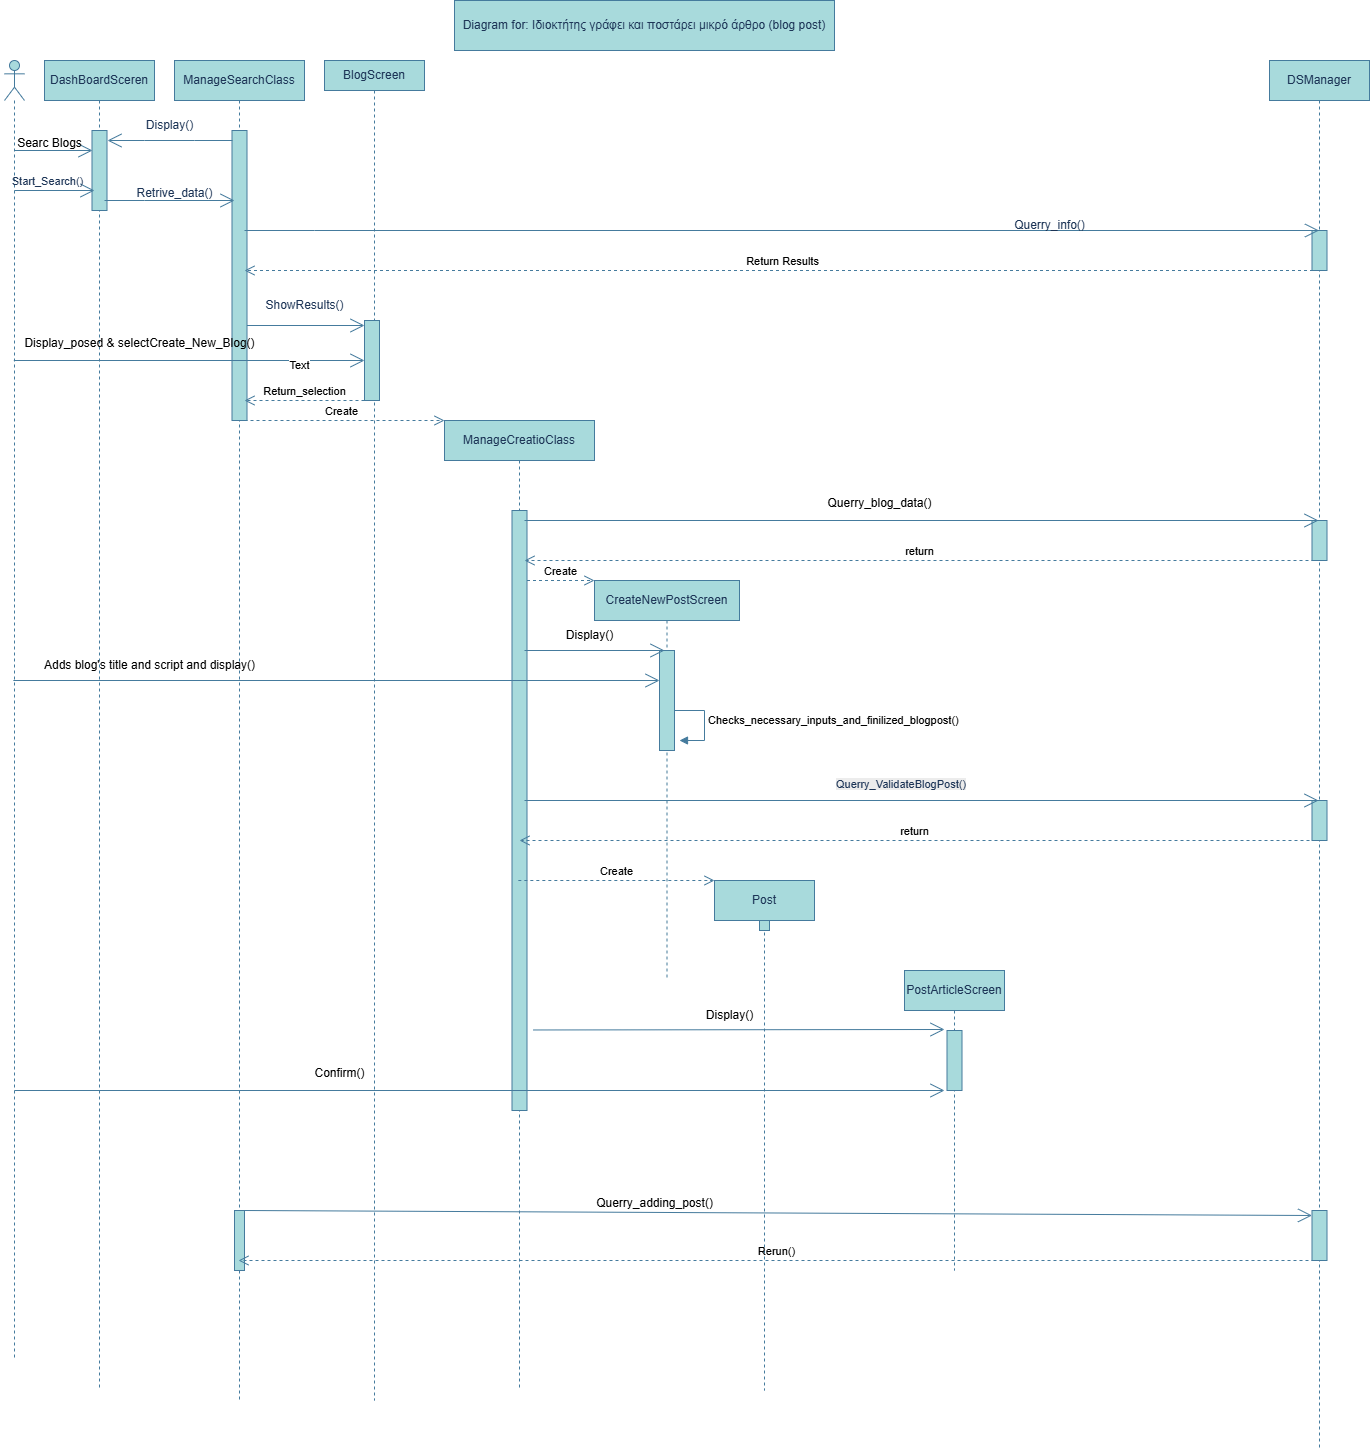 Diagram for: Ιδιοκτήτης γράφει και ποστάρει μικρό άρθρο (blog post)
DashBoardSceren
ManageSearchClass
BlogScreen
DSManager
Display()
Searc Blogs
Start_Search()
Retrive_data()
Querry_info()
Return Results
ShowResults()
Display_posed & selectCreate_New_Blog()
Text
Return_selection
Create
ManageCreatioClass
Querry_blog_data()
return
Create
CreateNewPostScreen
Display()
Adds blog's title and script and display()
Checks_necessary_inputs_and_finilized_blogpost()
Querry_ValidateBlogPost()
return
Create
Post
PostArticleScreen
Display()
Confirm()
Querry_adding_post()
Rerun()